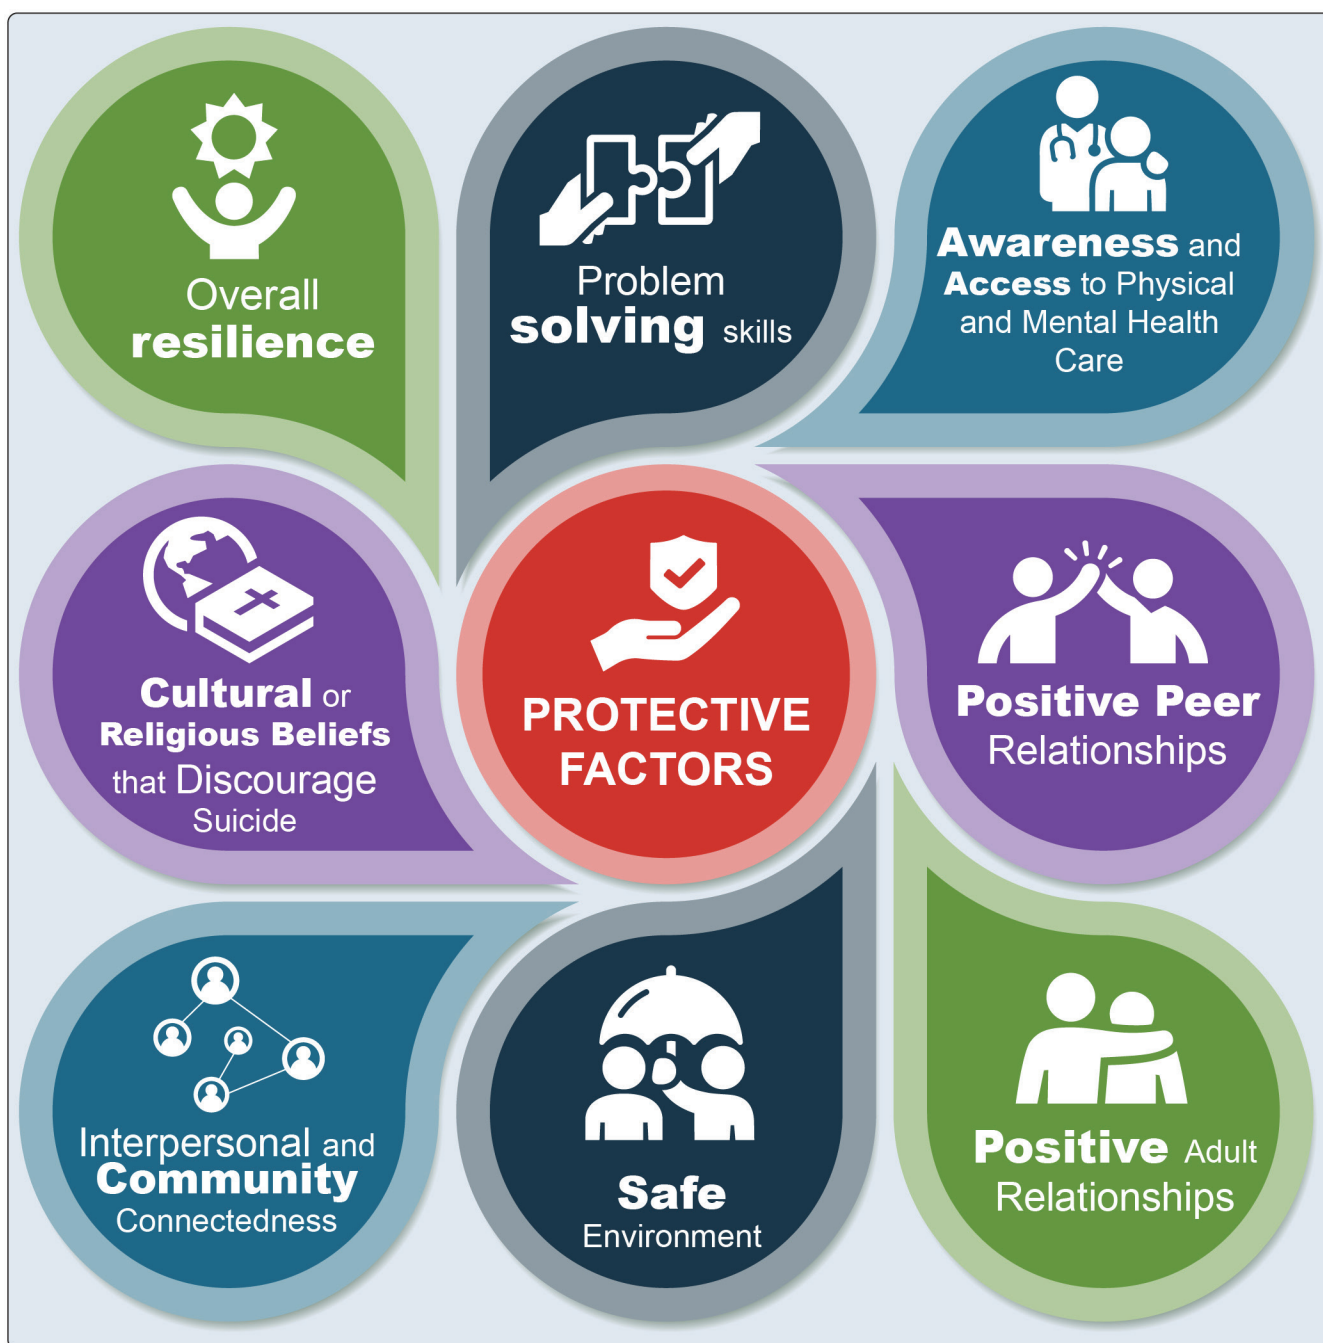 Overall
resilience
Problem
solving skills
Awareness and
Access to Physical
and Mental Health
Care
Cultural or
Religious Beliefs
that Discourage
Suicide
PROTECTIVE
FACTORS
Positive Peer
Relationships
Interpersonal and
Community
Connectedness
Safe
Environment
Positive Adult
Relationships